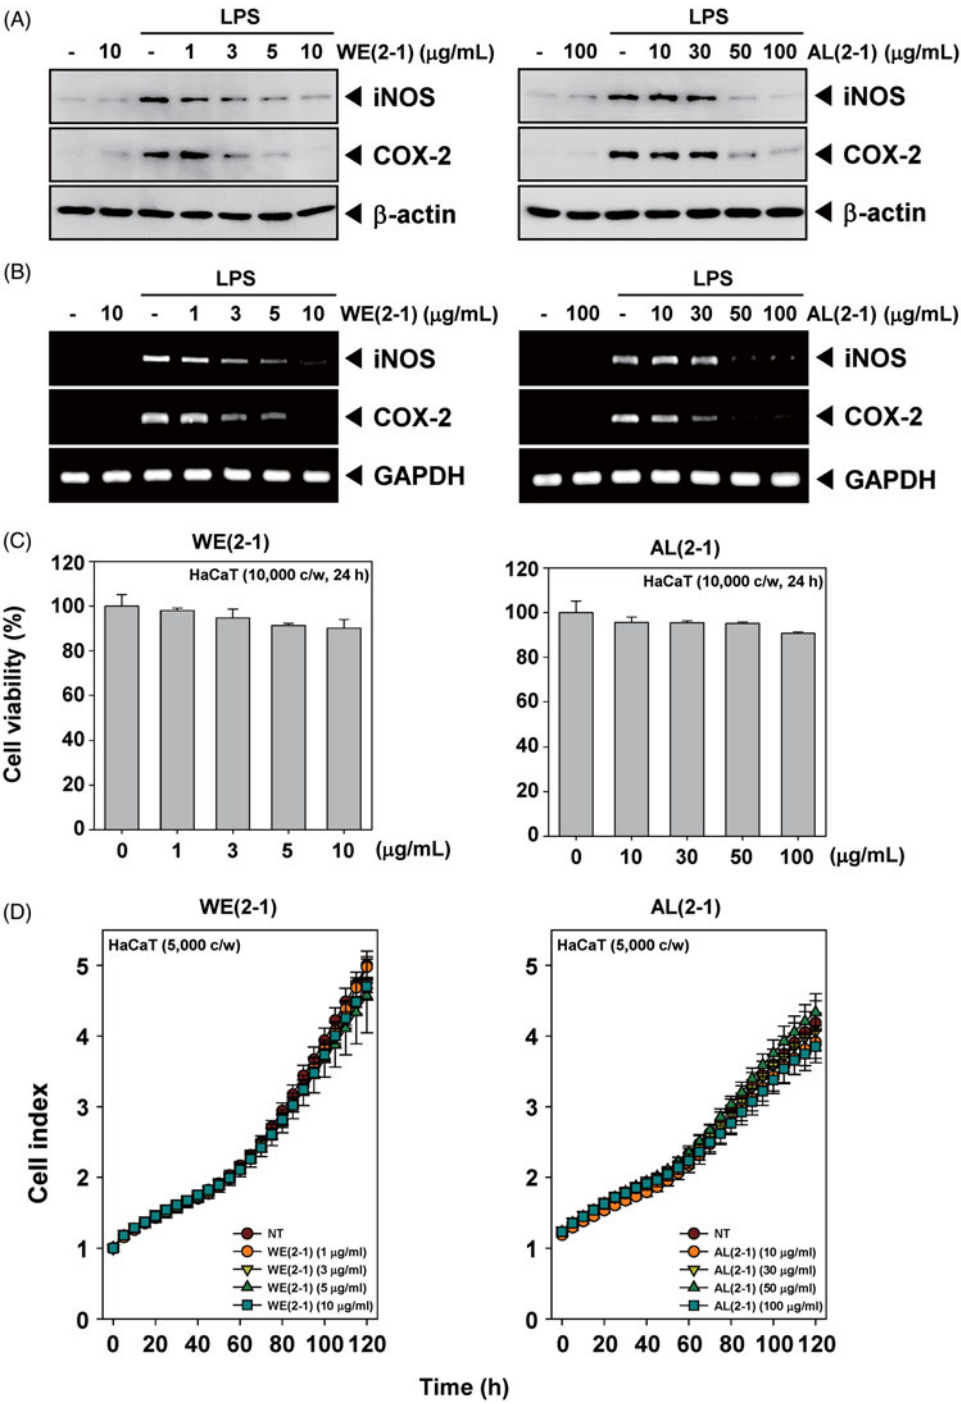 (A)
LPS
- 10 - 1 3 5 10 WE(2-1) (μg/mL)
iNOS
COX-2
β-actin
LPS
- 100 - 10 30 50 100 AL(2-1) (μg/mL)
iNOS
COX-2
β-actin
(B)
LPS
- 10 - 1 3 5 10 WE(2-1) (μg/mL)
iNOS
COX-2
GAPDH
LPS
- 100 - 10 30 50 100 AL(2-1) (μg/mL)
iNOS
COX-2
GAPDH
(C)
WE(2-1)
HaCaT (10,000 c/w, 24 h)
Cell viability (%)
120
100
80
60
40
20
0
0 1 3 5 10 (μg/mL)
AL(2-1)
HaCaT (10,000 c/w, 24 h)
120
100
80
60
40
20
0
0 10 30 50 100 (μg/mL)
(D)
WE(2-1)
HaCaT (5,000 c/w)
Cell index
5
4
3
2
1
0
NT
WE(2-1) (1 μg/ml)
WE(2-1) (3 μg/ml)
WE(2-1) (5 μg/ml)
WE(2-1) (10 μg/ml)
0 20 40 60 80 100 120
AL(2-1)
HaCaT (5,000 c/w)
5
4
3
2
1
0
NT
AL(2-1) (10 μg/ml)
AL(2-1) (30 μg/ml)
AL(2-1) (50 μg/ml)
AL(2-1) (100 μg/ml)
0 20 40 60 80 100 120
Time (h)